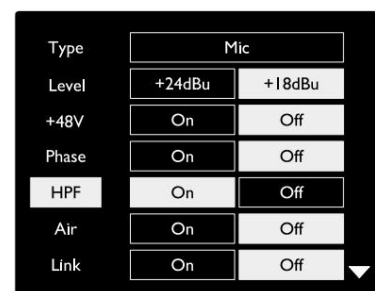 Type Mic
Level +24dBu +18dBu
+48V On Off
Phase On Off
HPF On Off
Air On Off
Link On Off